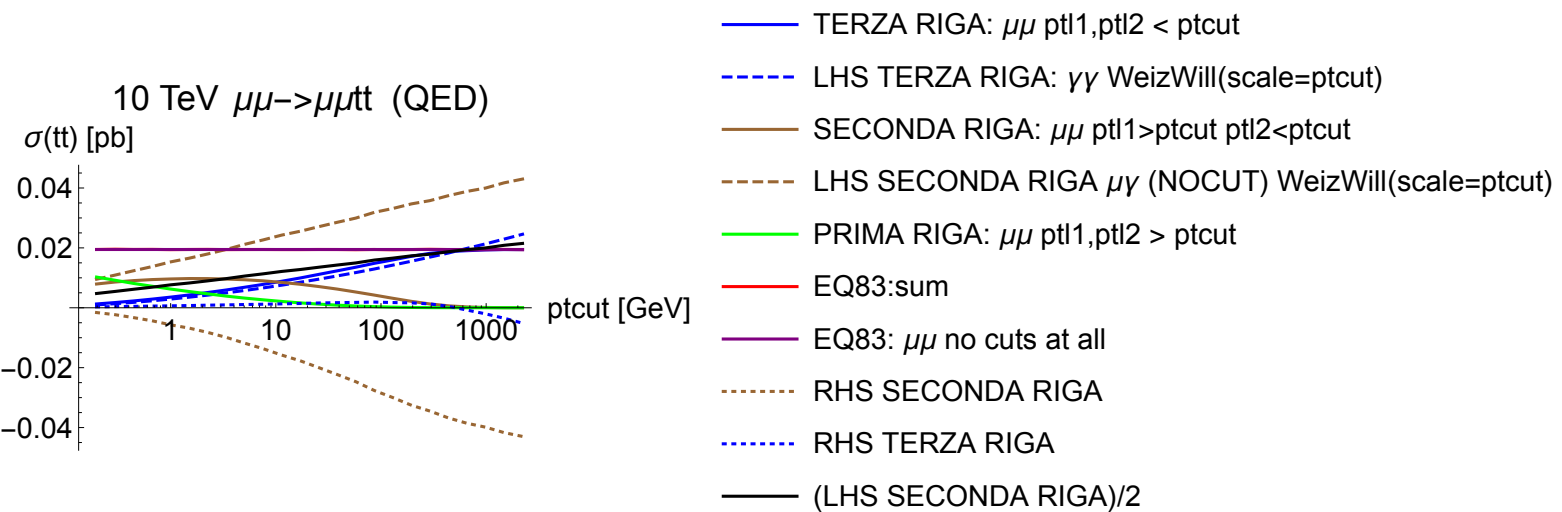 10 TeV μμ−>μμtt (QED)
σ(tt) [pb]
0.04
0.02
−0.02
−0.04
1
10
100
1000
ptcut [GeV]
TERZA RIGA: μμ ptl1,ptl2 < ptcut
LHS TERZA RIGA: γγ WeizWill(scale=ptcut)
SECONDA RIGA: μμ ptl1>ptcut ptl2<ptcut
LHS SECONDA RIGA μγ (NOCUT) WeizWill(scale=ptcut)
PRIMA RIGA: μμ ptl1,ptl2 > ptcut
EQ83:sum
EQ83: μμ no cuts at all
RHS SECONDA RIGA
RHS TERZA RIGA
(LHS SECONDA RIGA)/2